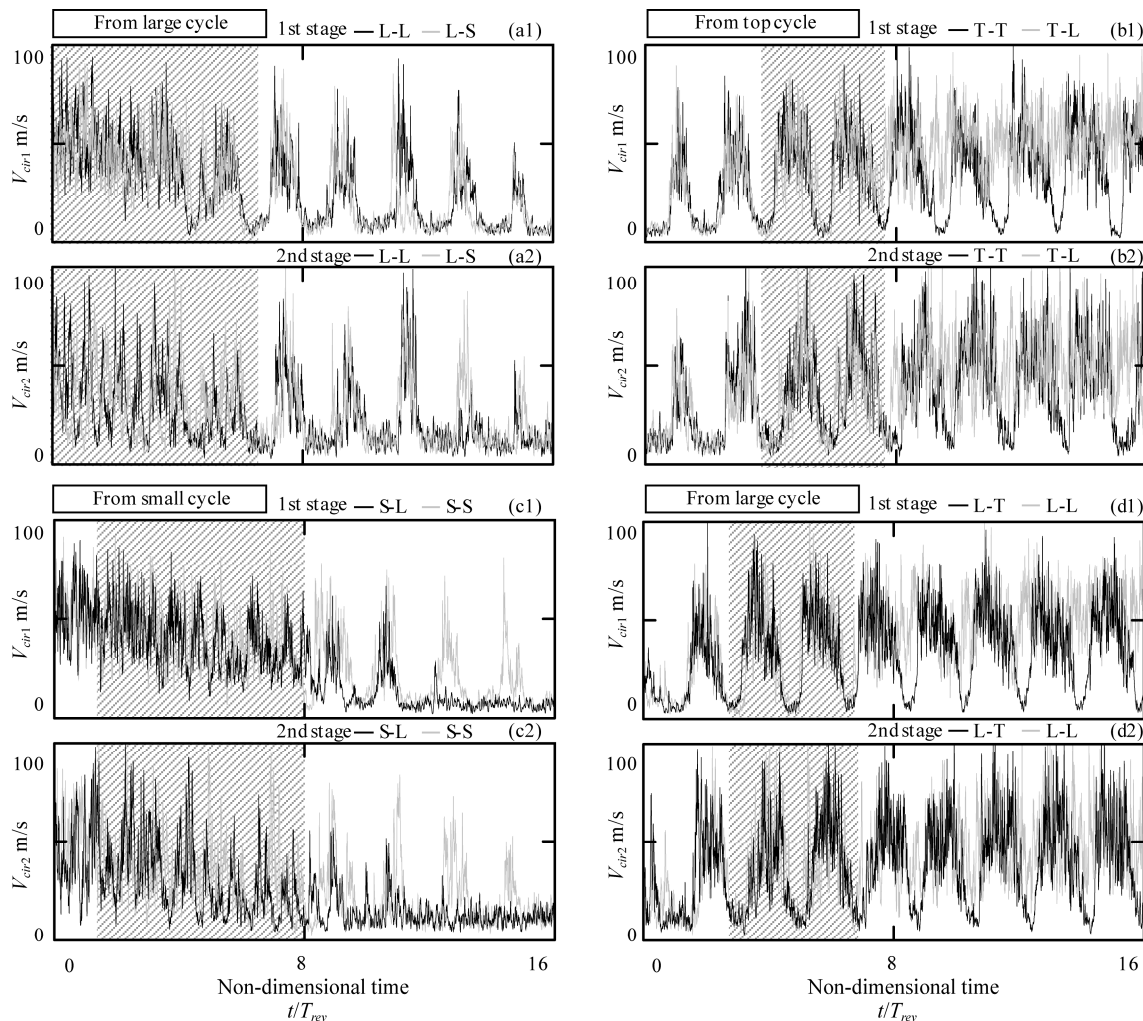 From large cycle 1st stage L-L L-S (a1)
100
V_cir1 m/s
0
2nd stage L-L L-S (a2)
100
V_cir2 m/s
0
From small cycle 1st stage S-L S-S (c1)
100
V_cir1 m/s
0
2nd stage S-L S-S (c2)
100
V_cir2 m/s
0
0 8 16
Non-dimensional time
t/T_rev
From top cycle 1st stage T-T T-L (b1)
100
V_cir1 m/s
0
2nd stage T-T T-L (b2)
100
V_cir2 m/s
0
From large cycle 1st stage L-T L-L (d1)
100
V_cir1 m/s
0
2nd stage L-T L-L (d2)
100
V_cir2 m/s
0
0 8 16
Non-dimensional time
t/T_rev